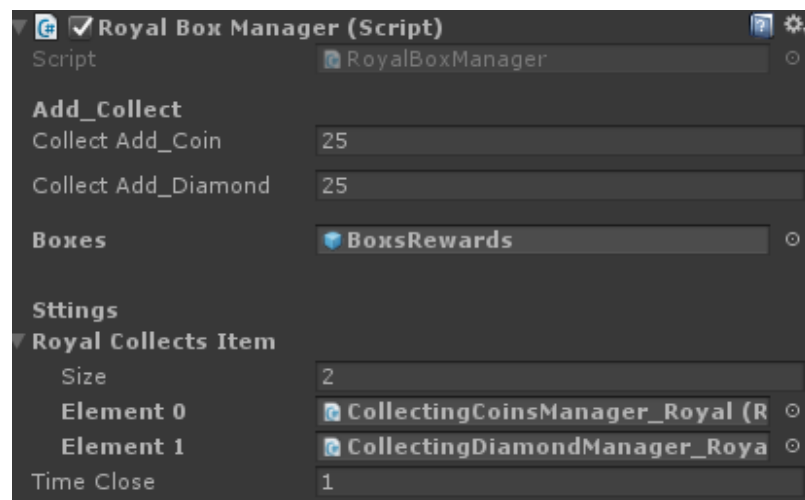 Royal Box Manager (Script)
Script RoyalBoxManager
Add_Collect
Collect Add_Coin 25
Collect Add_Diamond 25
Boxes BoxsRewards
Sttings
Royal Collects Item
Size 2
Element 0 CollectingCoinsManager_Royal (R
Element 1 CollectingDiamondManager_Roya
Time Close 1